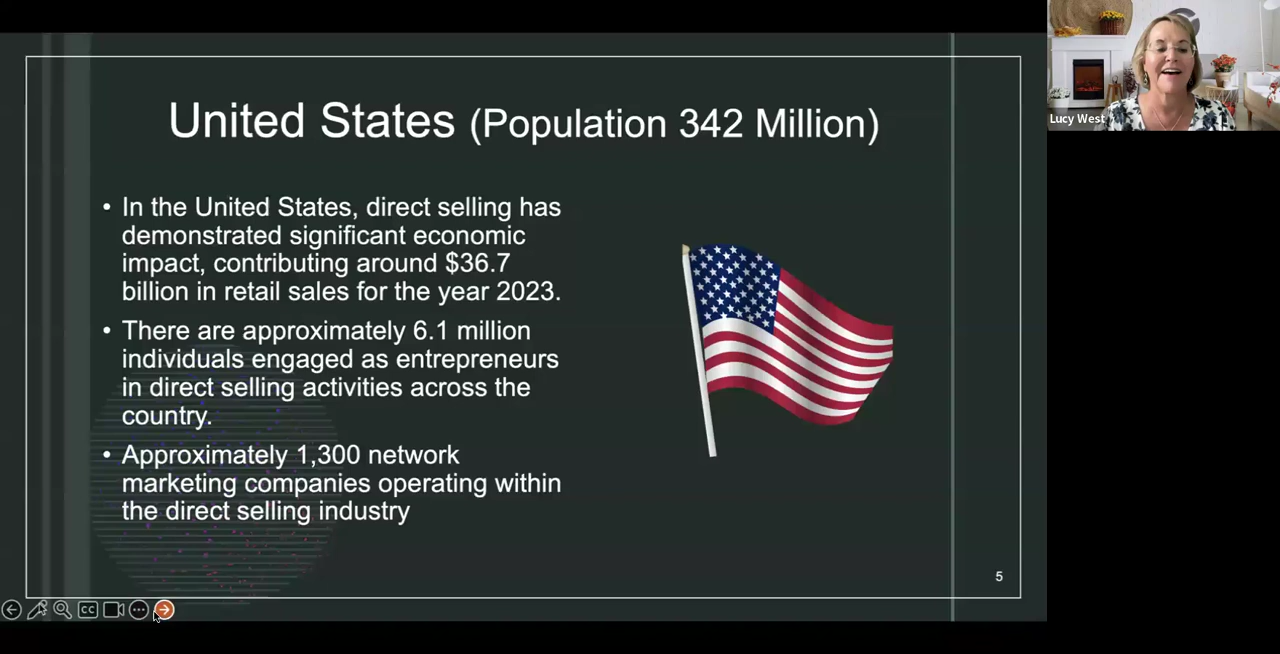 United States (Population 342 Million)
• In the United States, direct selling has
demonstrated significant economic
impact, contributing around $36.7
billion in retail sales for the year 2023.
• There are approximately 6.1 million
individuals engaged as entrepreneurs
in direct selling activities across the
country.
• Approximately 1,300 network
marketing companies operating within
the direct selling industry
5
CC
Lucy West